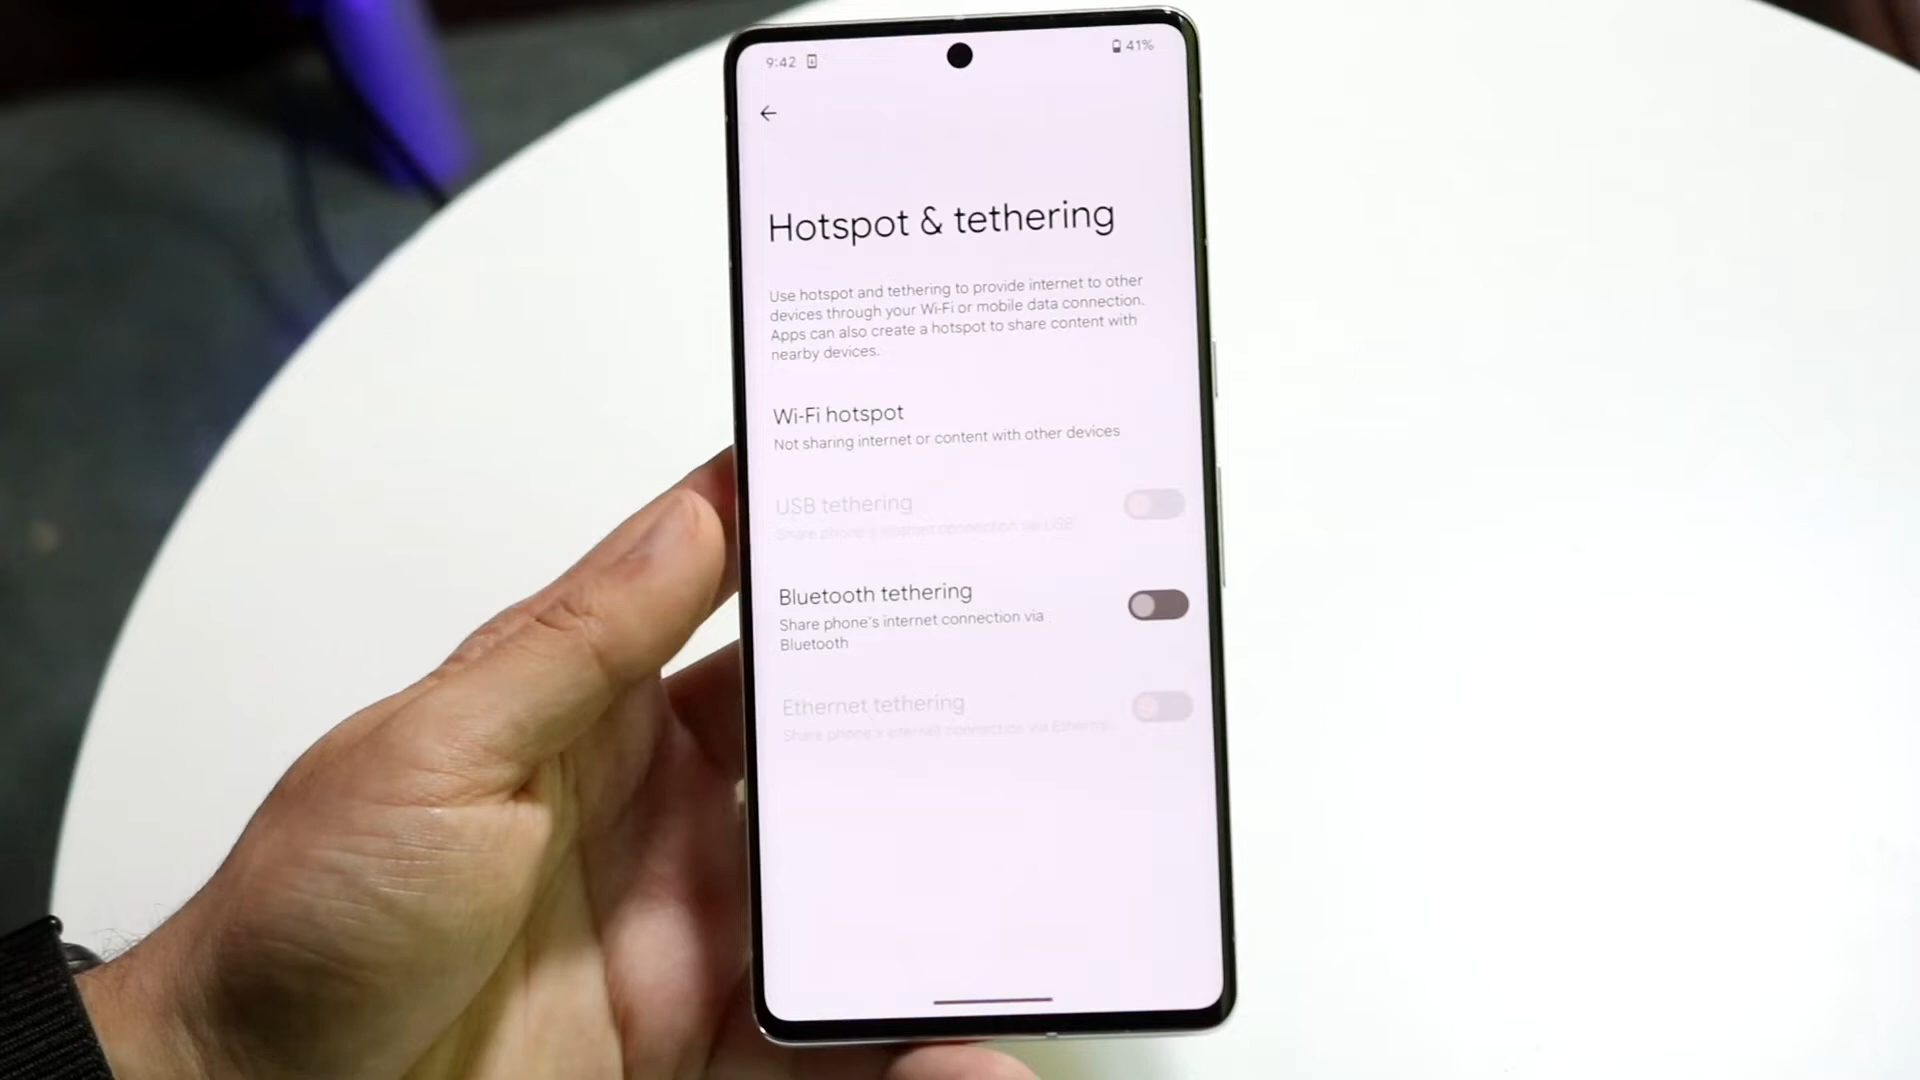 9:42
41%
Hotspot & tethering
Use hotspot and tethering to provide internet to other
devices through your Wi-Fi or mobile data connection.
Apps can also create a hotspot to share content with
nearby devices.
Wi-Fi hotspot
Not sharing internet or content with other devices
USB tethering
Share phone's internet connection via USB
Bluetooth tethering
Share phone's internet connection via
Bluetooth
Ethernet tethering
Share phone's internet connection via Ethernet